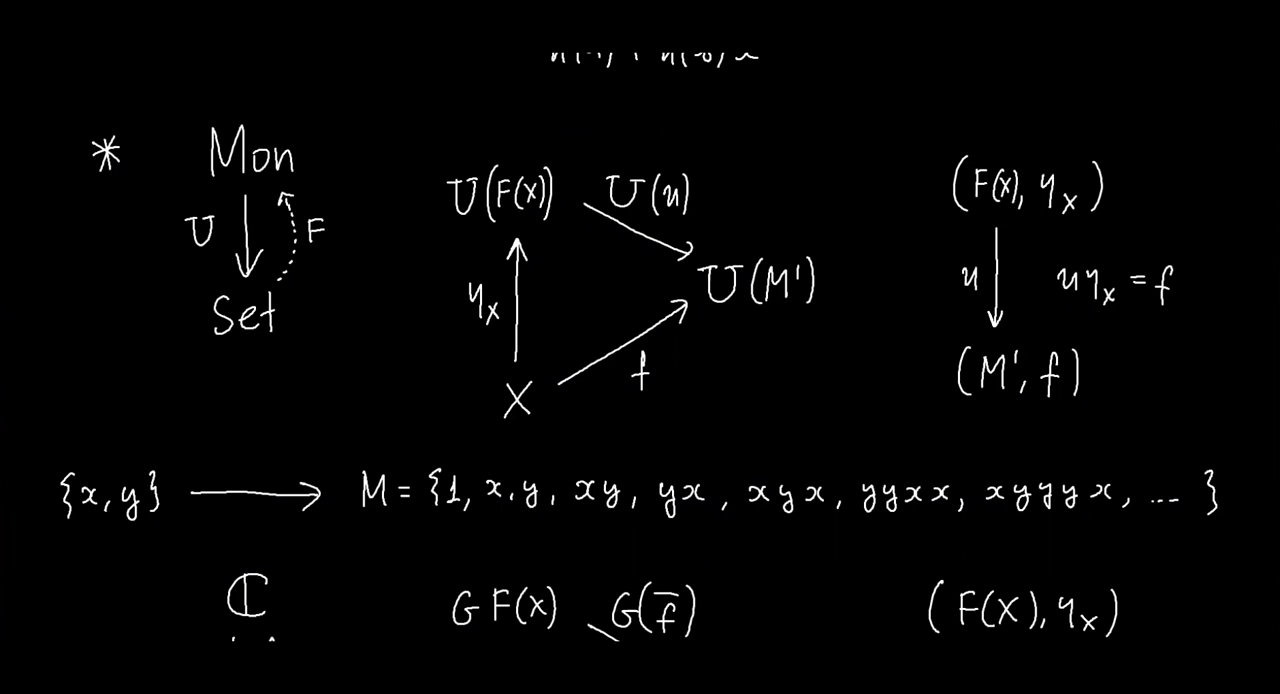 * Mon
U(F(X)) U(u) (F(X), η_X)
U F
η_X U(M') u uη_X = f
Set
f (M', f)
X
{x, y} ⟶ M = {1, x, y, xy, yx, xyx, yyxx, xyyyx, ... }
ℂ GF(X) G(f̅) (F(X), η_X)